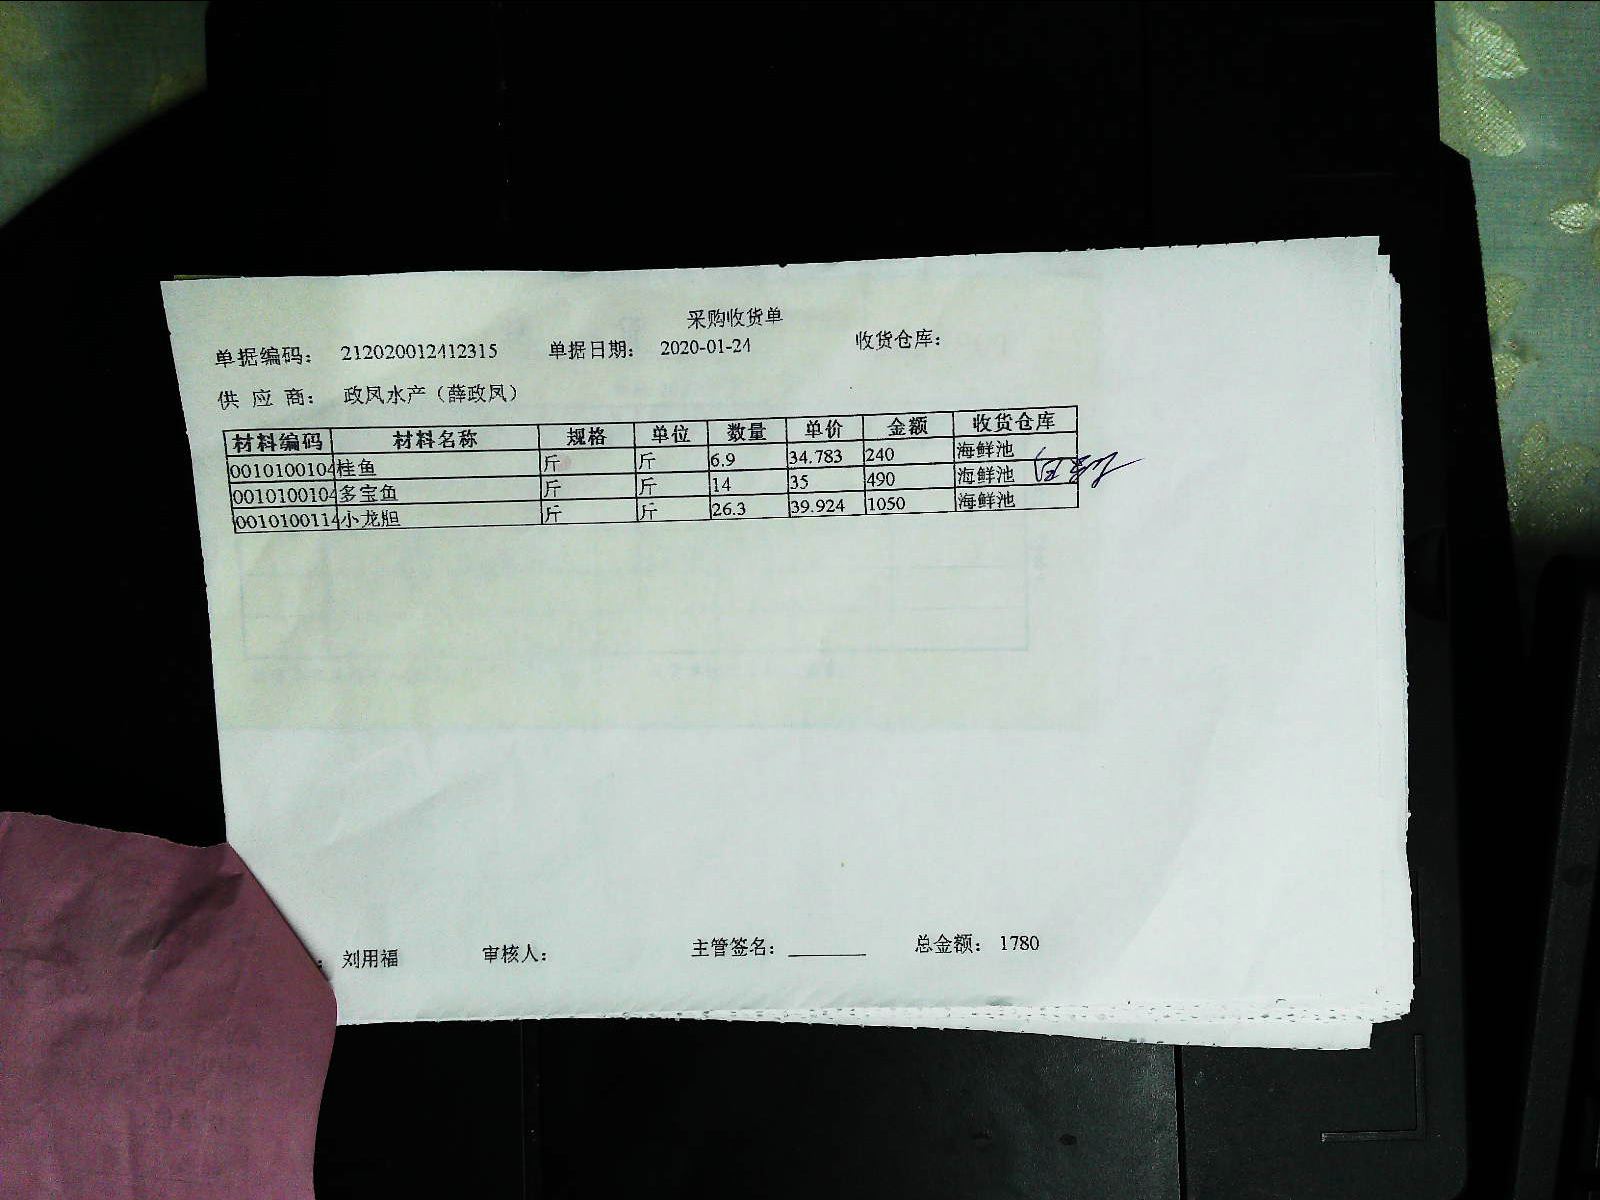 采购收货单
单据编码： 212020012412315 单据日期： 2020-01-24 收货仓库：
供 应 商： 政凤水产（薛政凤）
材料编码 材料名称 规格 单位 数量 单价 金额 收货仓库
0010100104 桂鱼 斤 斤 6.9 34.783 240 海鲜池
0010100104 多宝鱼 斤 斤 14 35 490 海鲜池
0010100114 小龙胆 斤 斤 26.3 39.924 1050 海鲜池
： 刘用福 审核人： 主管签名： 总金额： 1780